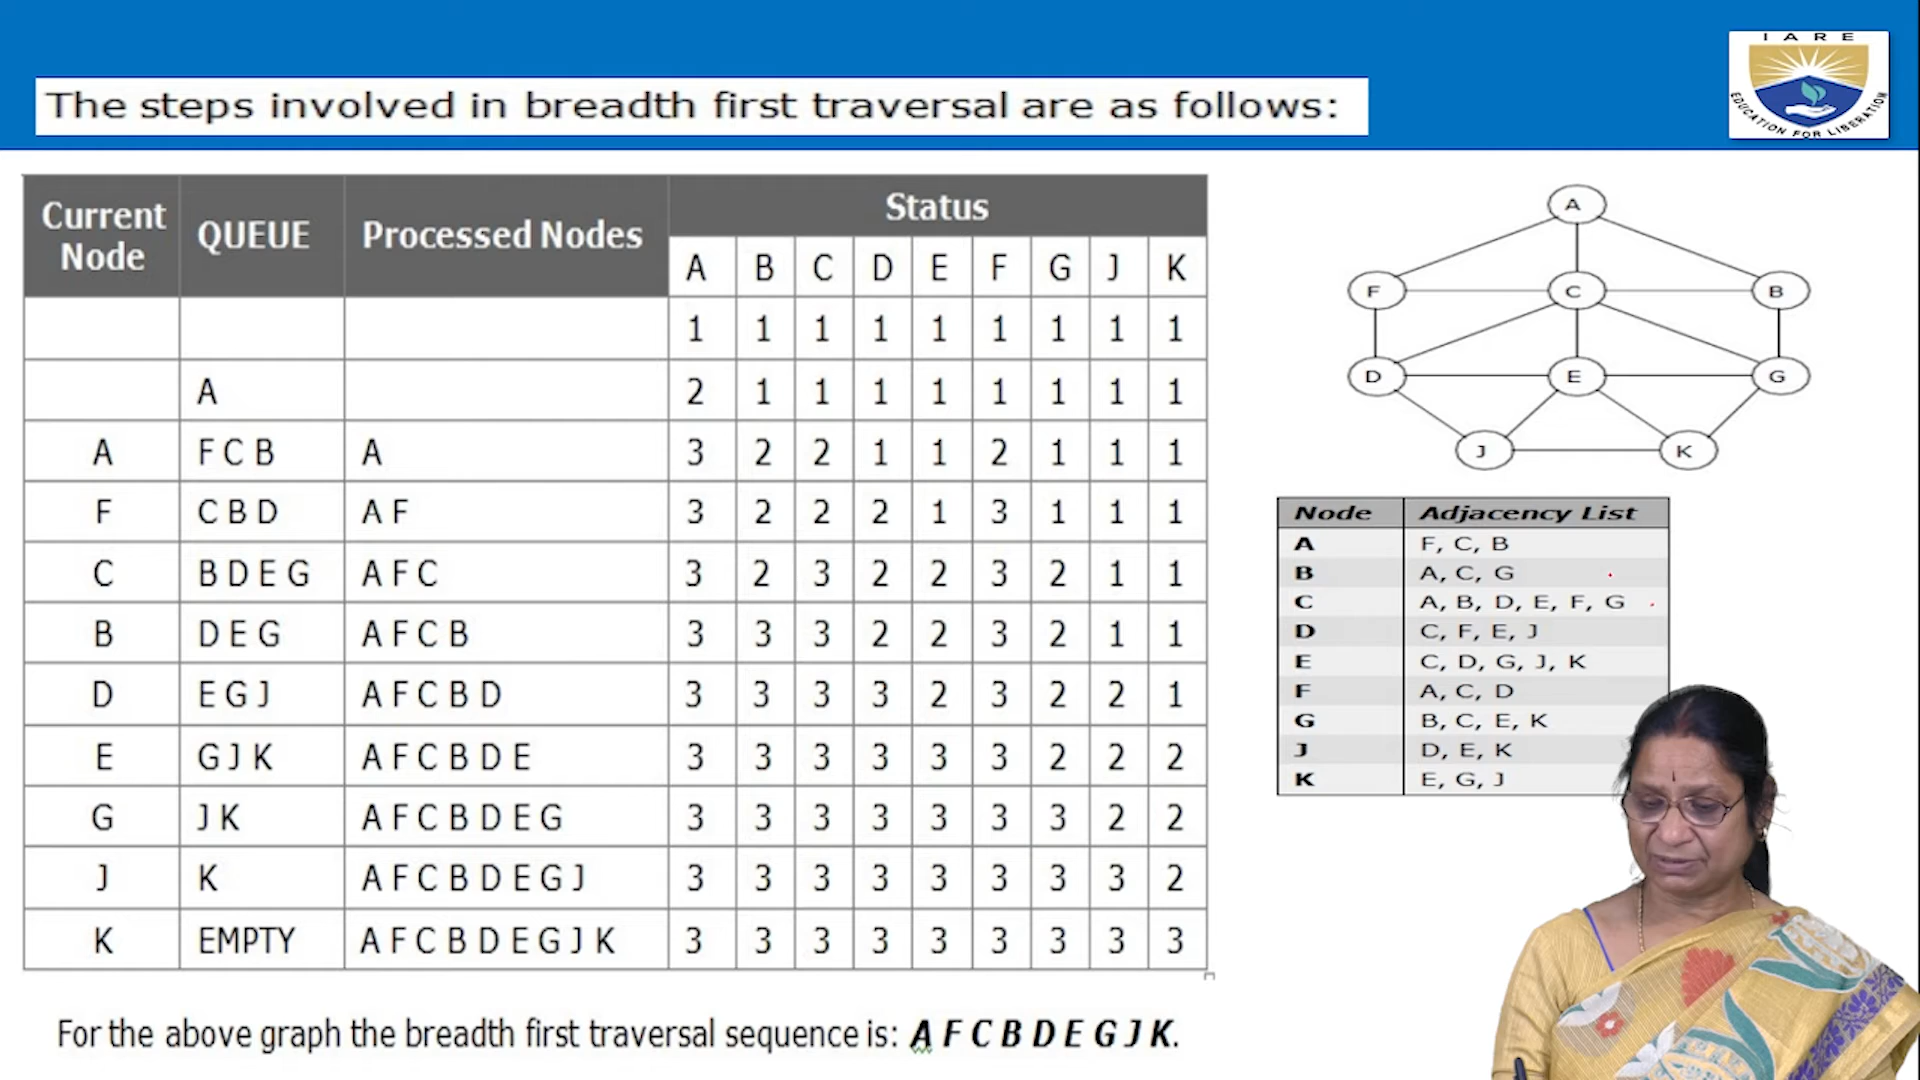 I A R E
EDUCATION FOR LIBERATION
The steps involved in breadth first traversal are as follows:
Current Node QUEUE Processed Nodes Status
A B C D E F G J K
1 1 1 1 1 1 1 1 1
A 2 1 1 1 1 1 1 1 1
A F C B A 3 2 2 1 1 2 1 1 1
F C B D A F 3 2 2 2 1 3 1 1 1
C B D E G A F C 3 2 3 2 2 3 2 1 1
B D E G A F C B 3 3 3 2 2 3 2 1 1
D E G J A F C B D 3 3 3 3 2 3 2 2 1
E G J K A F C B D E 3 3 3 3 3 3 2 2 2
G J K A F C B D E G 3 3 3 3 3 3 3 2 2
J K A F C B D E G J 3 3 3 3 3 3 3 3 2
K EMPTY A F C B D E G J K 3 3 3 3 3 3 3 3 3
For the above graph the breadth first traversal sequence is: A F C B D E G J K.
A
F C B
D E G
J K
Node Adjacency List
A F, C, B
B A, C, G
C A, B, D, E, F, G
D C, F, E, J
E C, D, G, J, K
F A, C, D
G B, C, E, K
J D, E, K
K E, G, J